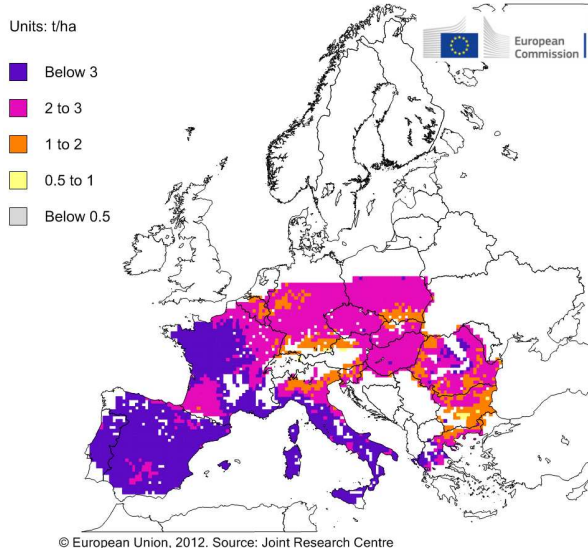 Units: t/ha
European
Commission
Below 3
2 to 3
1 to 2
0.5 to 1
Below 0.5
© European Union, 2012. Source: Joint Research Centre